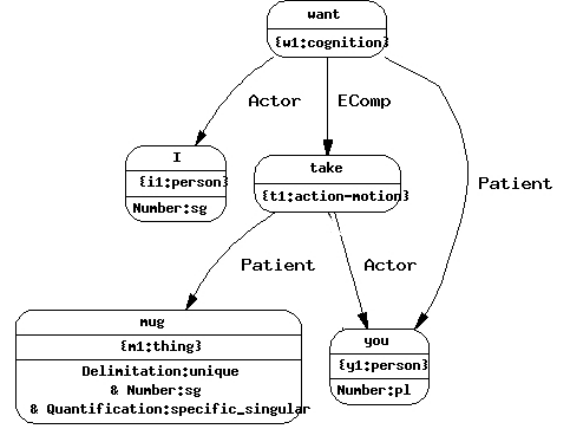 want
{w1:cognition}
Actor
EComp
I
{i1:person}
Number:sg
take
{t1:action-motion}
Patient
Patient
Actor
mug
{m1:thing}
Delimitation:unique
& Number:sg
& Quantification:specific_singular
you
{y1:person}
Number:pl